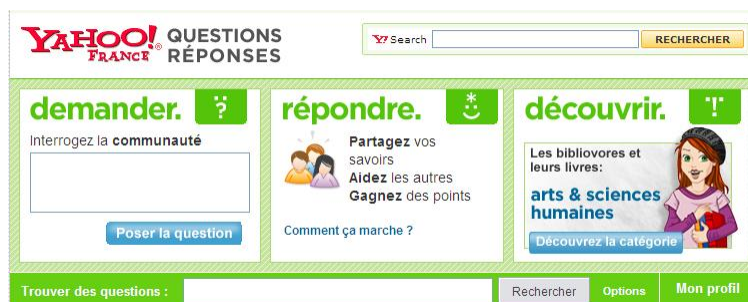 YAHOO! QUESTIONS
FRANCE RÉPONSES
Y! Search
RECHERCHER
demander.
Interrogez la communauté
Poser la question
répondre.
Partagez vos
savoirs
Aidez les autres
Gagnez des points
Comment ça marche ?
découvrir.
Les bibliovores et
leurs livres:
arts & sciences
humaines
Découvrez la catégorie
Trouver des questions :
Rechercher
Options
Mon profil